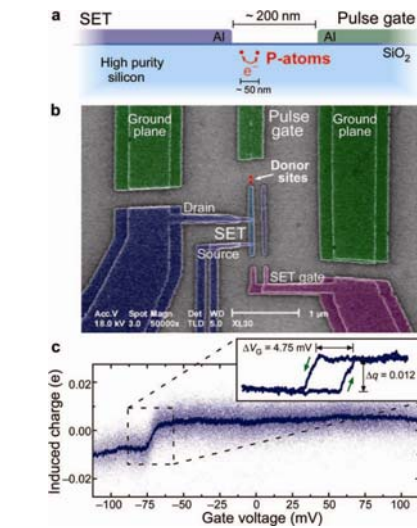 a
SET
~ 200 nm
Pulse gate
Al
Al
SiO2
High purity
silicon
P-atoms
e−
~ 50 nm
b
Ground
plane
Pulse
gate
Ground
plane
Donor
sites
Drain
SET
Source
SET gate
Acc.V Spot Magn Det WD
18.0 kV 3.0 50000x TLD 5.0 XL30 1 µm
c
ΔVG = 4.75 mV
Δq = 0.012
Induced charge (e)
0.02
0.00
−0.02
−100 −75 −50 −25 0 25 50 75 100
Gate voltage (mV)